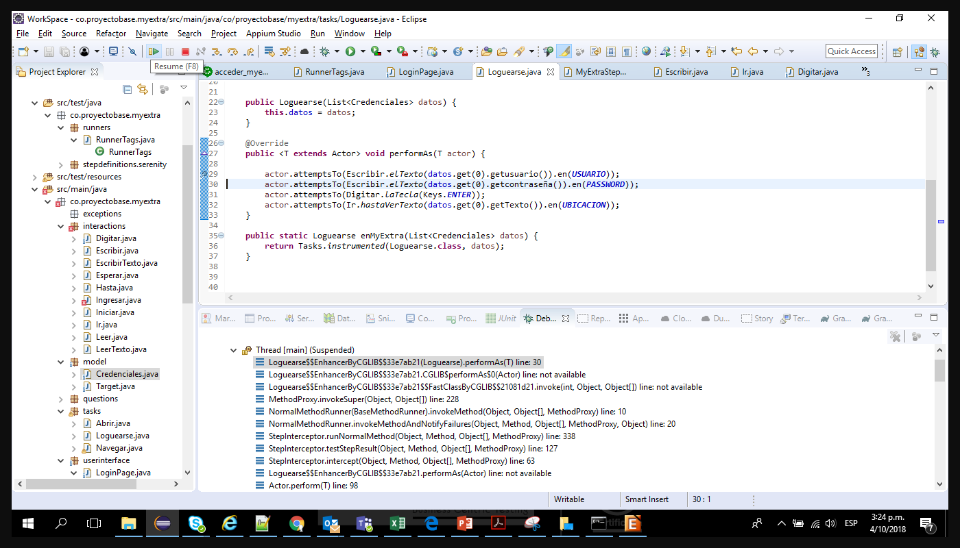 WorkSpace - co.proyectobase.myextra/src/main/java/co/proyectobase/myextra/tasks/Loguearse.java - Eclipse
File Edit Source Refactor Navigate Search Project Appium Studio Run Window Help
Quick Access
Resume (F8)
Project Explorer
acceder_mye...
RunnerTags.java
LoginPage.java
Loguearse.java
MyExtraStep...
Escribir.java
Ir.java
Digitar.java
src/test/java
co.proyectobase.myextra
runners
RunnerTags.java
RunnerTags
stepdefinitions.serenity
src/test/resources
src/main/java
co.proyectobase.myextra
exceptions
interactions
Digitar.java
Escribir.java
EscribirTexto.java
Esperar.java
Hasta.java
Ingresar.java
Iniciar.java
Ir.java
Leer.java
LeerTexto.java
model
Credenciales.java
Target.java
questions
tasks
Abrir.java
Loguearse.java
Navegar.java
userinterface
LoginPage.java
21
22 public Loguearse(List<Credenciales> datos) {
23 this.datos = datos;
24 }
25
26 @Override
27 public <T extends Actor> void performAs(T actor) {
28
29 actor.attemptsTo(Escribir.elTexto(datos.get(0).getusuario()).en(USUARIO));
30 actor.attemptsTo(Escribir.elTexto(datos.get(0).getcontraseña()).en(PASSWORD));
31 actor.attemptsTo(Digitar.LaTecla(Keys.ENTER));
32 actor.attemptsTo(Ir.hastaVerTexto(datos.get(0).getTexto()).en(UBICACION));
33 }
34
35 public static Loguearse enMyExtra(List<Credenciales> datos) {
36 return Tasks.instrumented(Loguearse.class, datos);
37 }
38
39
40
Mar... Pro... Ser... Dat... Sni... Co... Pro... JUnit Deb... Rep... Ap... Clo... Du... Story Ter... Gra... Gra...
Thread [main] (Suspended)
Loguearse$$EnhancerByCGLIB$$33e7ab21(Loguearse).performAs(T) line: 30
Loguearse$$EnhancerByCGLIB$$33e7ab21.CGLIB$performAs$0(Actor) line: not available
Loguearse$$EnhancerByCGLIB$$33e7ab21$$FastClassByCGLIB$$21081d21.invoke(int, Object, Object[]) line: not available
MethodProxy.invokeSuper(Object, Object[]) line: 228
NormalMethodRunner(BaseMethodRunner).invokeMethod(Object, Object[], MethodProxy) line: 10
NormalMethodRunner.invokeMethodAndNotifyFailures(Object, Method, Object[], MethodProxy, Object) line: 20
StepInterceptor.runNormalMethod(Object, Method, Object[], MethodProxy) line: 338
StepInterceptor.testStepResult(Object, Method, Object[], MethodProxy) line: 127
StepInterceptor.intercept(Object, Method, Object[], MethodProxy) line: 63
Loguearse$$EnhancerByCGLIB$$33e7ab21.performAs(Actor) line: not available
Actor.perform(T) line: 98
Writable Smart Insert 30 : 1
ESP
3:24 p.m.
4/10/2018